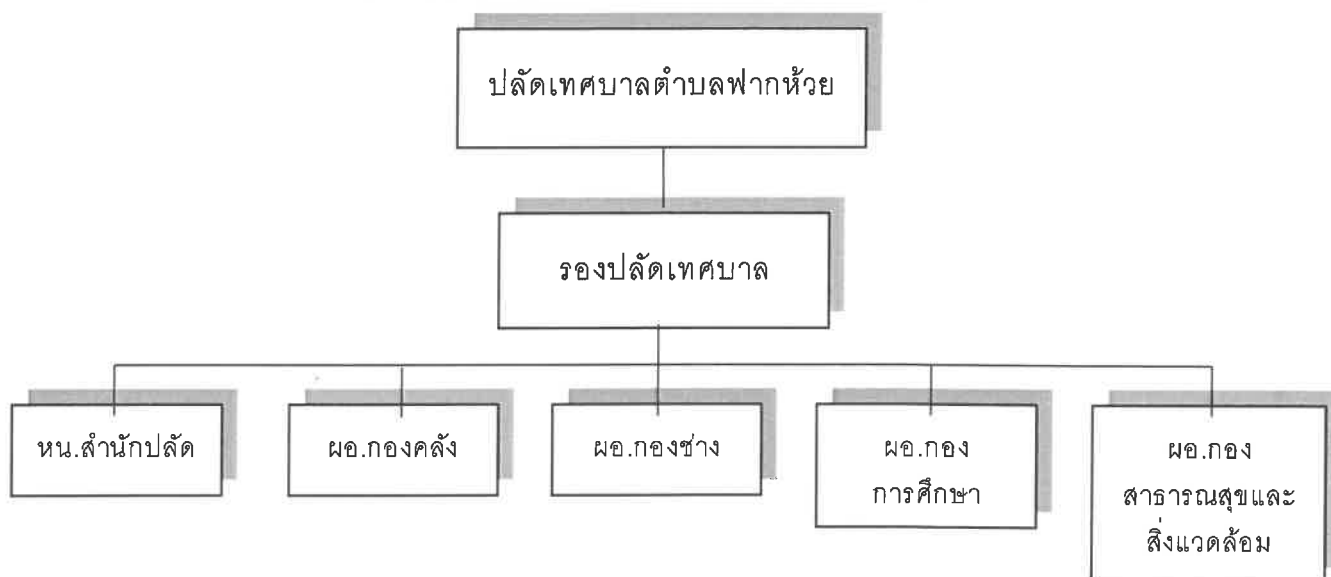 ปลัดเทศบาลตำบลฟากห้วย
รองปลัดเทศบาล
หน.สำนักปลัด
ผอ.กองคลัง
ผอ.กองช่าง
ผอ.กอง
การศึกษา
ผอ.กอง
สาธารณสุขและ
สิ่งแวดล้อม